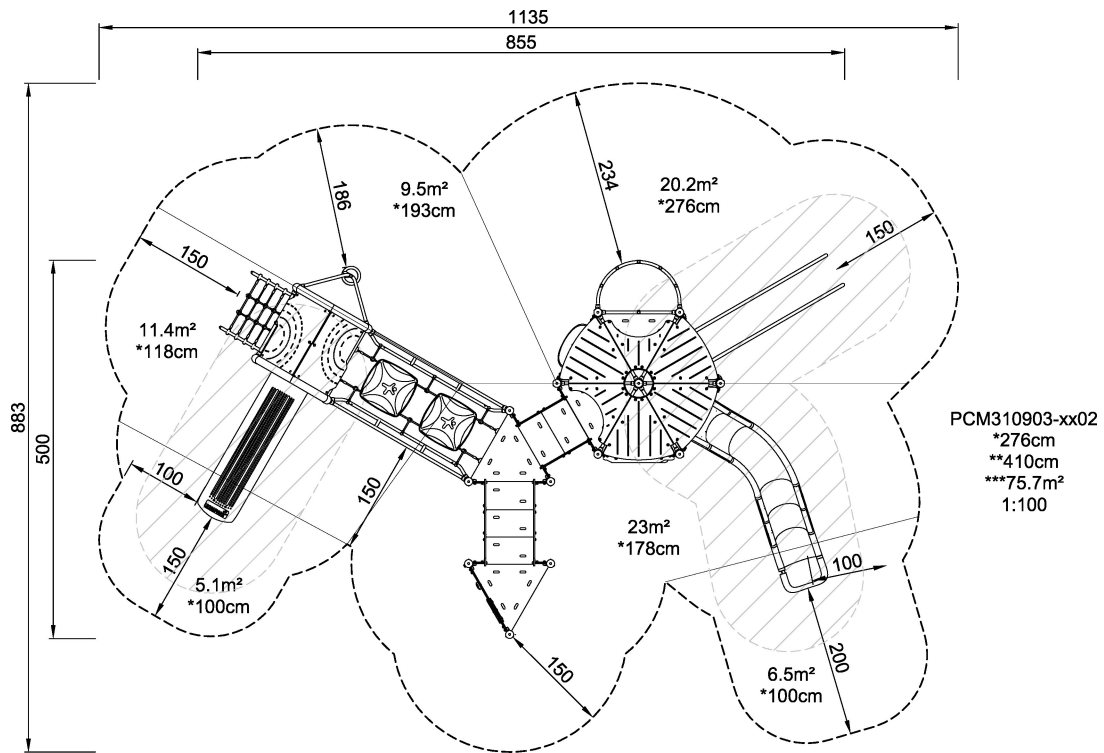 1135
855
234
20.2m²
*276cm
186
9.5m²
*193cm
150
150
11.4m²
*118cm
883
500
PCM310903-xx02
*276cm
**410cm
***75.7m²
1:100
100
150
23m²
*178cm
100
150
5.1m²
*100cm
150
6.5m²
*100cm
200